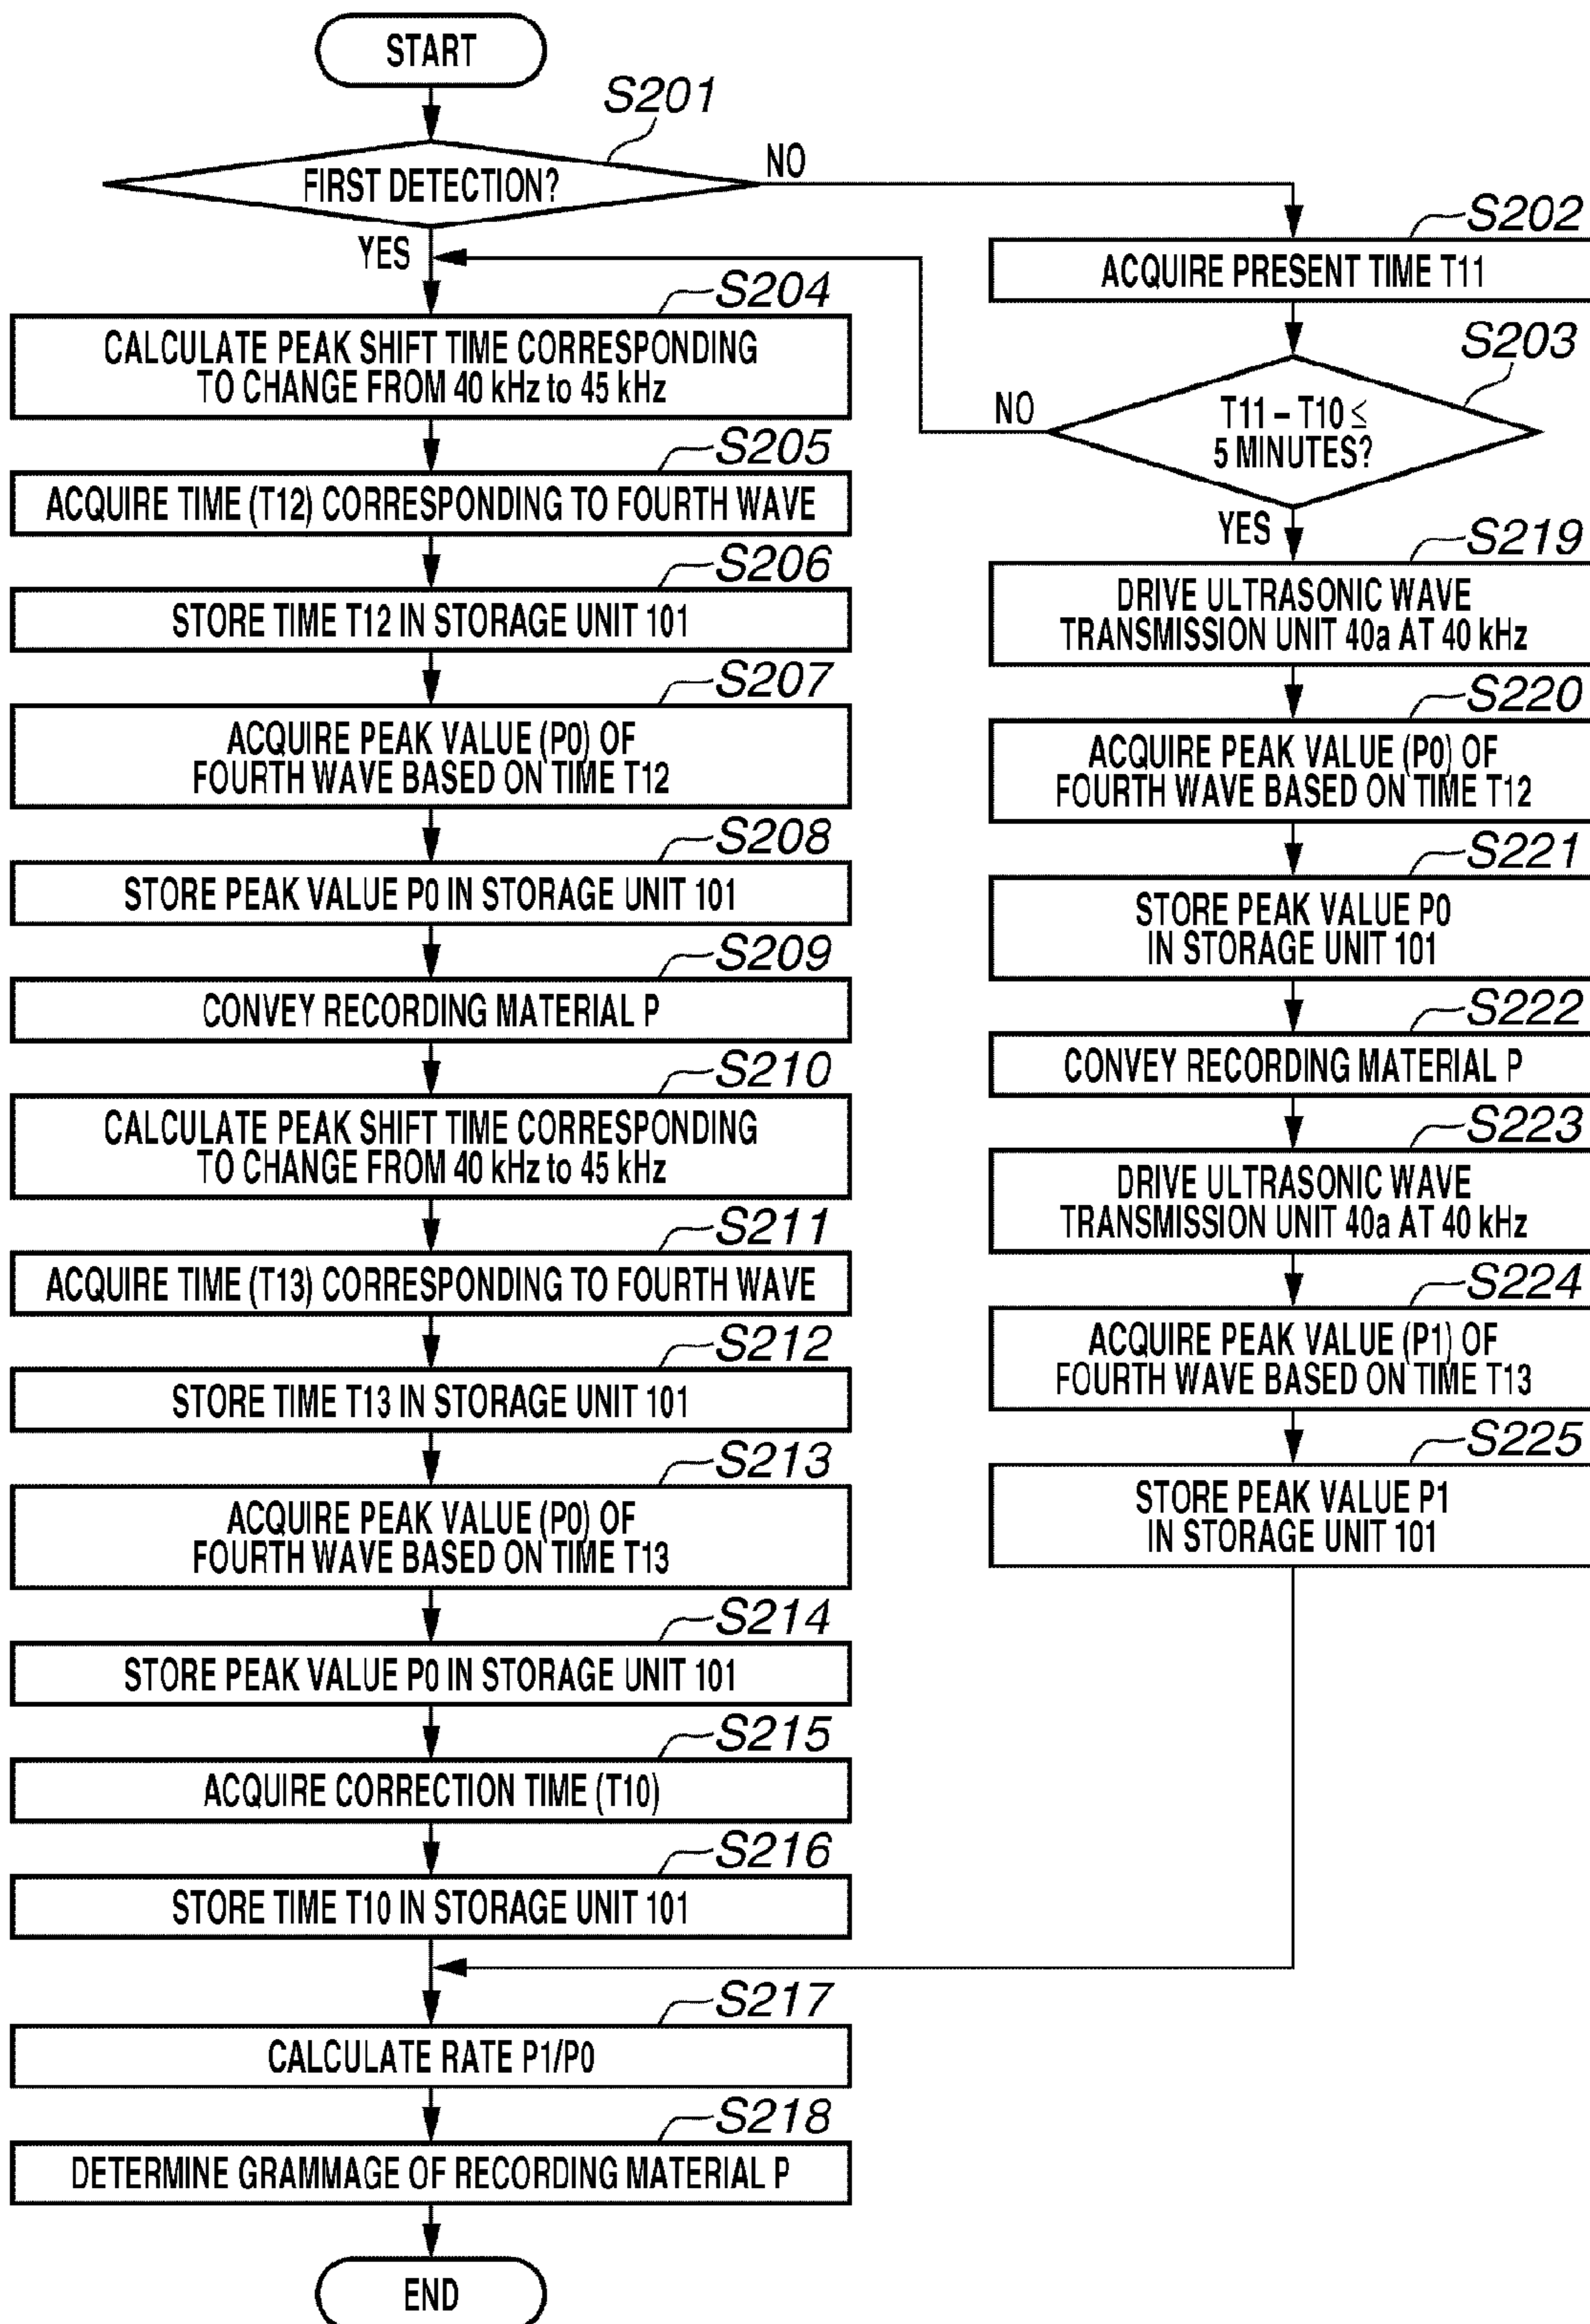 START
S201
FIRST DETECTION?
NO
YES
S202
ACQUIRE PRESENT TIME T11
S203
T11 – T10 ≦
5 MINUTES?
NO
YES
S204
CALCULATE PEAK SHIFT TIME CORRESPONDING
TO CHANGE FROM 40 kHz to 45 kHz
S205
ACQUIRE TIME (T12) CORRESPONDING TO FOURTH WAVE
S206
STORE TIME T12 IN STORAGE UNIT 101
S207
ACQUIRE PEAK VALUE (P0) OF
FOURTH WAVE BASED ON TIME T12
S208
STORE PEAK VALUE P0 IN STORAGE UNIT 101
S209
CONVEY RECORDING MATERIAL P
S210
CALCULATE PEAK SHIFT TIME CORRESPONDING
TO CHANGE FROM 40 kHz to 45 kHz
S211
ACQUIRE TIME (T13) CORRESPONDING TO FOURTH WAVE
S212
STORE TIME T13 IN STORAGE UNIT 101
S213
ACQUIRE PEAK VALUE (P0) OF
FOURTH WAVE BASED ON TIME T13
S214
STORE PEAK VALUE P0 IN STORAGE UNIT 101
S215
ACQUIRE CORRECTION TIME (T10)
S216
STORE TIME T10 IN STORAGE UNIT 101
S219
DRIVE ULTRASONIC WAVE
TRANSMISSION UNIT 40a AT 40 kHz
S220
ACQUIRE PEAK VALUE (P0) OF
FOURTH WAVE BASED ON TIME T12
S221
STORE PEAK VALUE P0
IN STORAGE UNIT 101
S222
CONVEY RECORDING MATERIAL P
S223
DRIVE ULTRASONIC WAVE
TRANSMISSION UNIT 40a AT 40 kHz
S224
ACQUIRE PEAK VALUE (P1) OF
FOURTH WAVE BASED ON TIME T13
S225
STORE PEAK VALUE P1
IN STORAGE UNIT 101
S217
CALCULATE RATE P1/P0
S218
DETERMINE GRAMMAGE OF RECORDING MATERIAL P
END